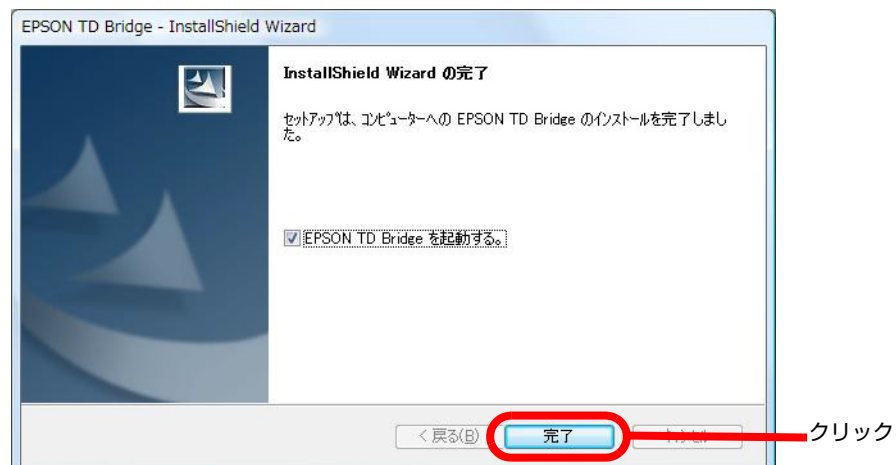 EPSON TD Bridge - InstallShield Wizard
InstallShield Wizard の完了
セットアップは、コンピューターへの EPSON TD Bridge のインストールを完了しまし
た。
EPSON TD Bridge を起動する。
< 戻る(B)
完了
クリック